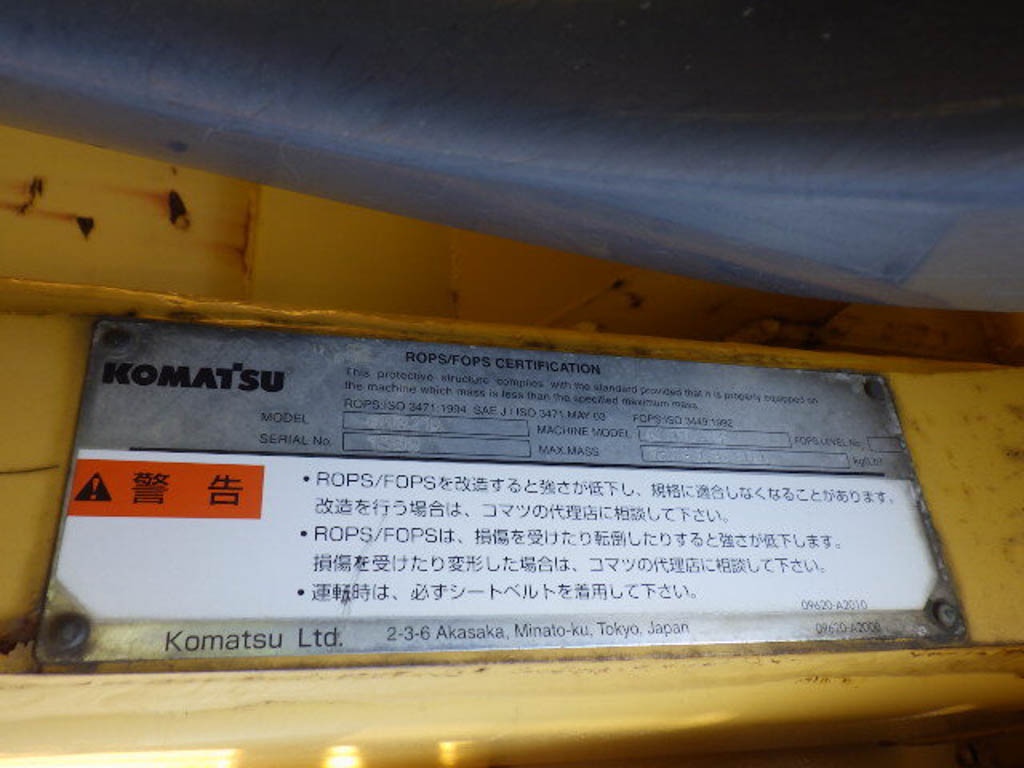 ROPS/FOPS CERTIFICATION
KOMATSU
This protective structure complies with the standard provided that it is properly equipped on
the machine which mass is less than the specified maximum mass.
ROPS:ISO 3471:1994, SAE J / ISO 3471 MAY 03 FOPS:ISO 3449:1992
MODEL MACHINE MODEL FOPS LEVEL No.
SERIAL No. MAX.MASS
警告
• ROPS/FOPSを改造すると強さが低下し、規格に適合しなくなることがあります。
改造を行う場合は、コマツの代理店に相談して下さい。
• ROPS/FOPSは、損傷を受けたり転倒したりすると強さが低下します。
損傷を受けたり変形した場合は、コマツの代理店に相談して下さい。
• 運転時は、必ずシートベルトを着用して下さい。
09620-A2010
Komatsu Ltd. 2-3-6 Akasaka, Minato-ku, Tokyo, Japan 09620-A2000